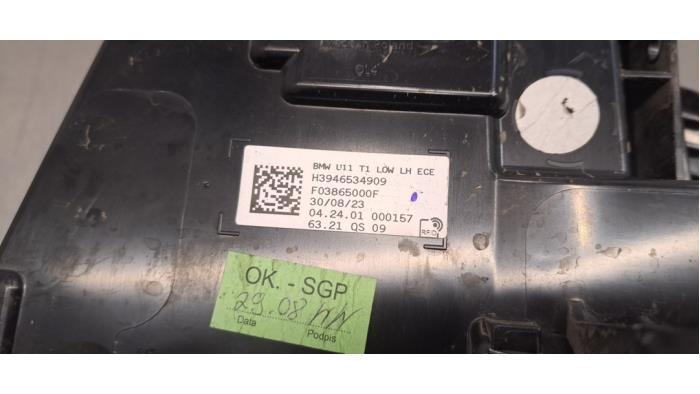 Poland
BMW U11 T1 LOW LH ECE
H3946534909
F03865000F
30/08/23
04.24.01 000157
63.21 QS 09
RFID
OK. - SGP
29.08
Data
Podpis